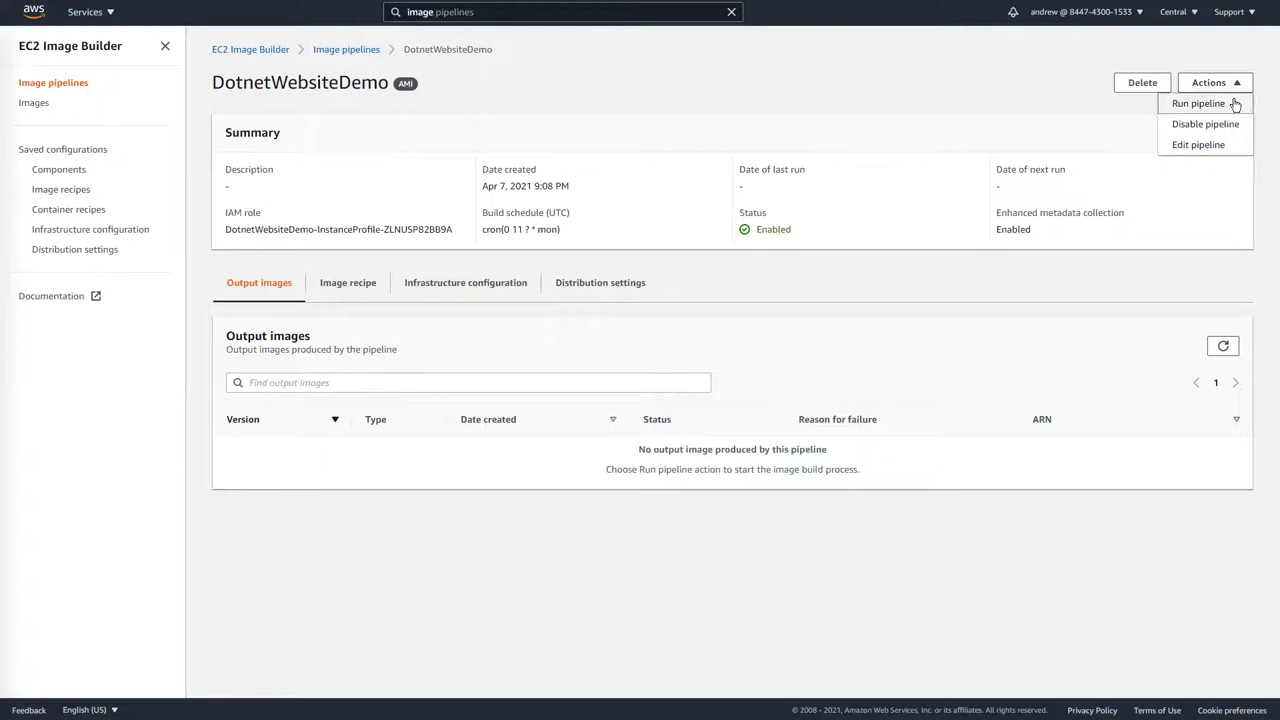 aws
Services
image pipelines
andrew @ 8447-4300-1533
Central
Support
EC2 Image Builder
Image pipelines
Images
Saved configurations
Components
Image recipes
Container recipes
Infrastructure configuration
Distribution settings
Documentation
EC2 Image Builder
Image pipelines
DotnetWebsiteDemo
DotnetWebsiteDemo
AMI
Delete
Actions
Run pipeline
Disable pipeline
Edit pipeline
Summary
Description
-
Date created
Apr 7, 2021 9:08 PM
Date of last run
-
Date of next run
-
IAM role
DotnetWebsiteDemo-InstanceProfile-ZLNUSP82BB9A
Build schedule (UTC)
cron(0 11 ? * mon)
Status
Enabled
Enhanced metadata collection
Enabled
Output images
Image recipe
Infrastructure configuration
Distribution settings
Output images
Output images produced by the pipeline
Find output images
1
Version
Type
Date created
Status
Reason for failure
ARN
No output image produced by this pipeline
Choose Run pipeline action to start the image build process.
Feedback
English (US)
© 2008 - 2021, Amazon Web Services, Inc. or its affiliates. All rights reserved.
Privacy Policy
Terms of Use
Cookie preferences